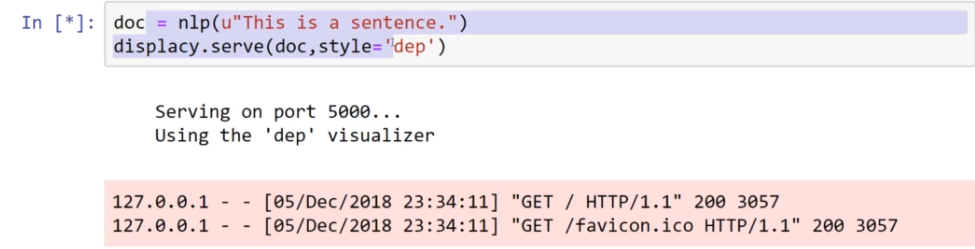 In [*]: doc = nlp(u"This is a sentence.")
displacy.serve(doc,style='dep')
Serving on port 5000...
Using the 'dep' visualizer
127.0.0.1 - - [05/Dec/2018 23:34:11] "GET / HTTP/1.1" 200 3057
127.0.0.1 - - [05/Dec/2018 23:34:11] "GET /favicon.ico HTTP/1.1" 200 3057